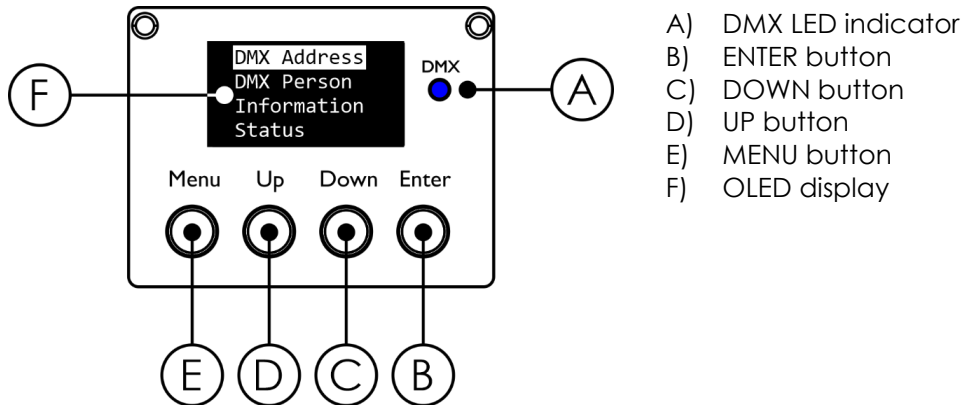 DMX Address
DMX Person
Information
Status
DMX
F
A
Menu Up Down Enter
E D C B
A) DMX LED indicator
B) ENTER button
C) DOWN button
D) UP button
E) MENU button
F) OLED display